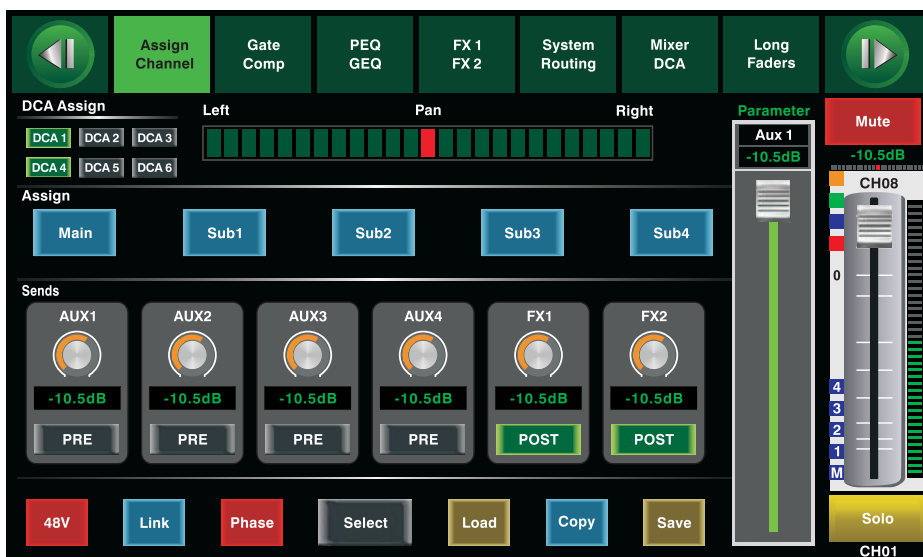 Assign Channel
Gate Comp
PEQ GEQ
FX 1 FX 2
System Routing
Mixer DCA
Long Faders
DCA Assign
DCA 1 DCA 2 DCA 3
DCA 4 DCA 5 DCA 6
Left Pan Right
Parameter
Aux 1
-10.5dB
Mute
-10.5dB
CH08
0
4
3
2
1
M
Assign
Main Sub1 Sub2 Sub3 Sub4
Sends
AUX1 AUX2 AUX3 AUX4 FX1 FX2
-10.5dB -10.5dB -10.5dB -10.5dB -10.5dB -10.5dB
PRE PRE PRE PRE POST POST
48V Link Phase Select Load Copy Save
Solo
CH01